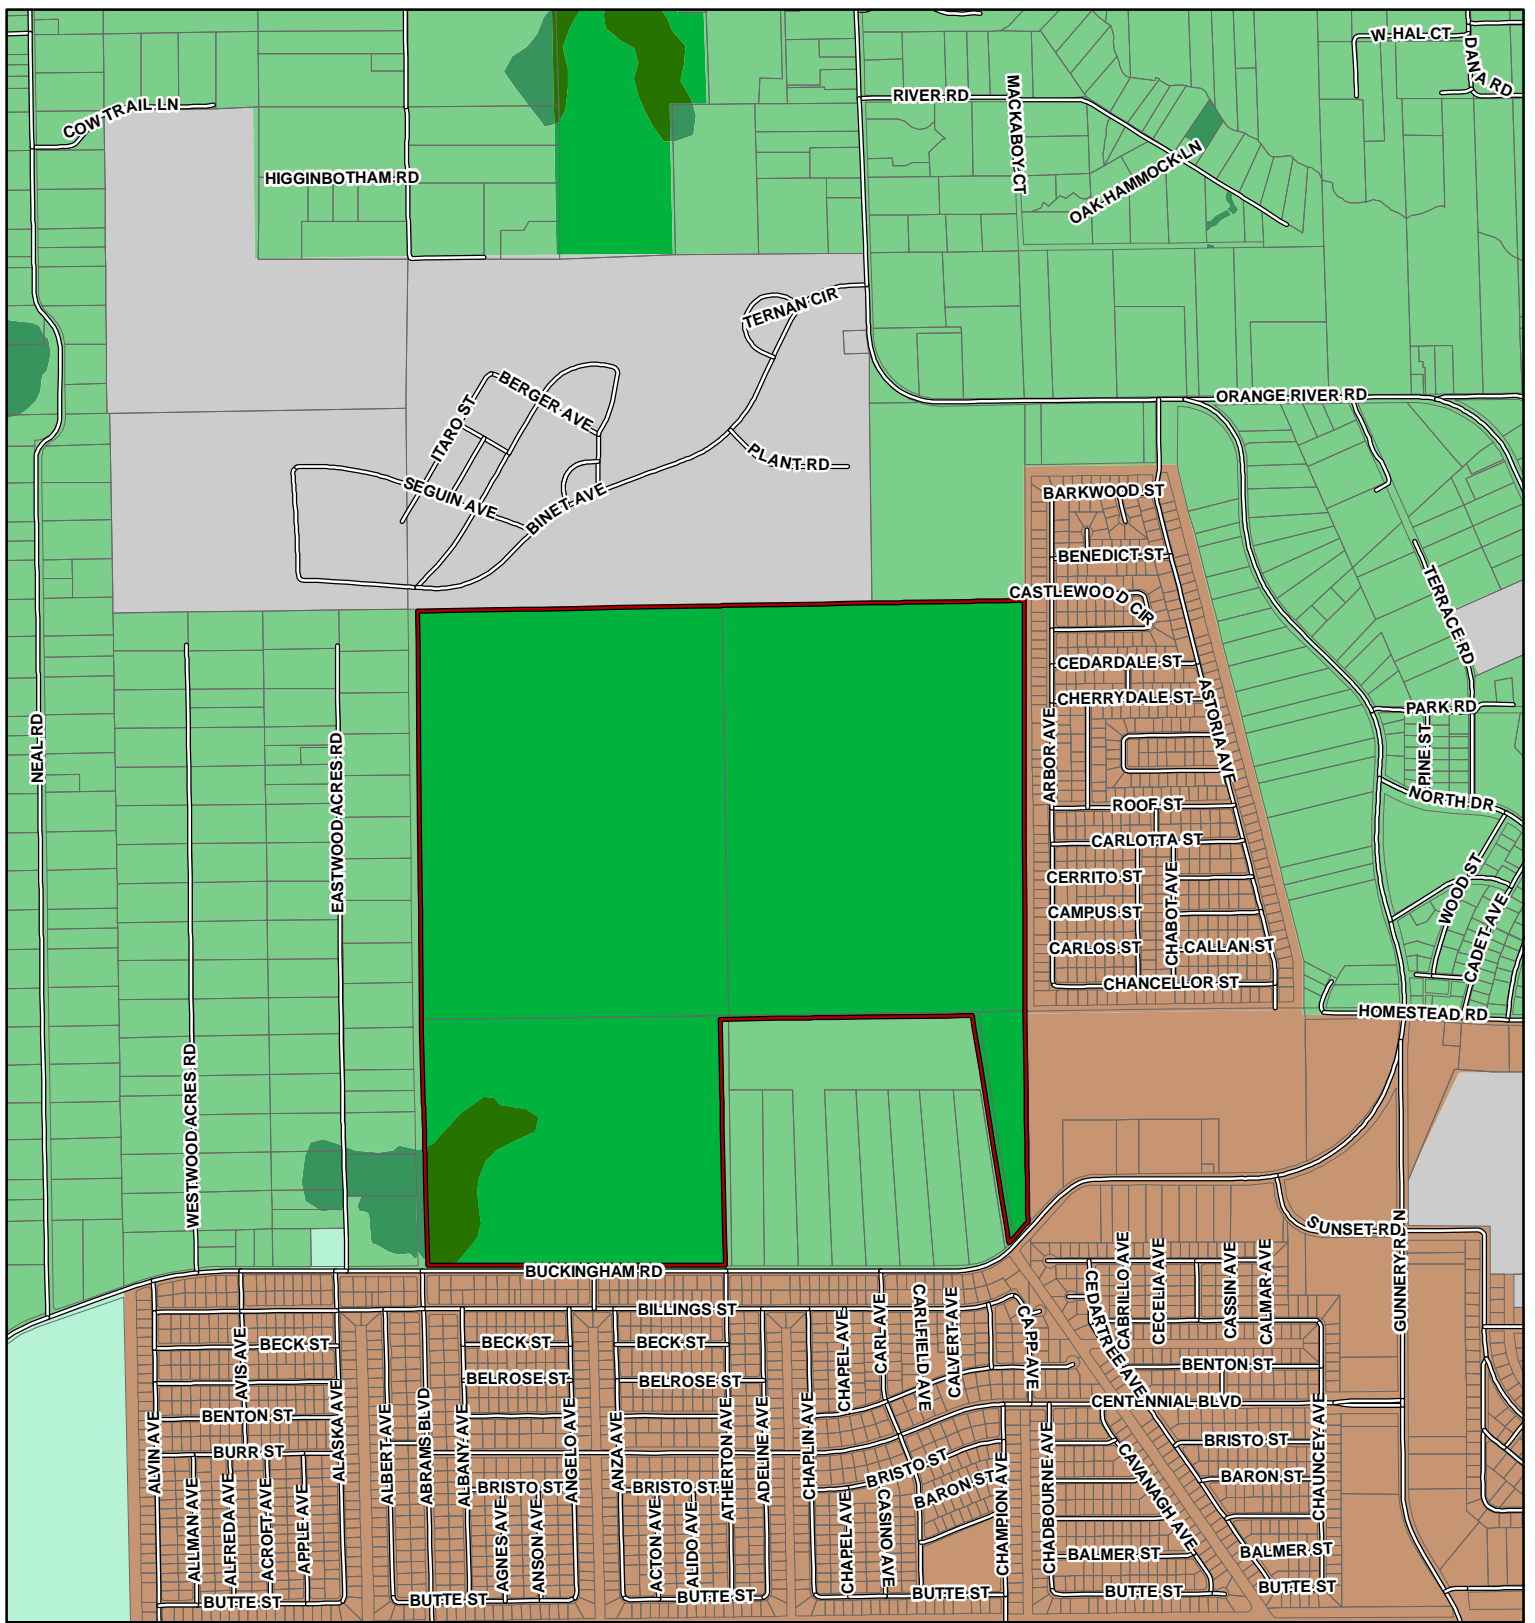 W HAL CT
DANA RD
COW TRAIL LN
RIVER RD
MACKABOY CT
HIGGINBOTHAM RD
OAK HAMMOCK LN
TERNAN CIR
BERGER AVE
ITARO ST
ORANGE RIVER RD
PLANT RD
SEGUIN AVE
BINET AVE
BARKWOOD ST
BENEDICT ST
CASTLEWOOD CIR
TERRACE RD
CEDARDALE ST
CHERRYDALE ST
ASTORIA AVE
PARK RD
NEAL RD
EASTWOOD ACRES RD
ARBOR AVE
PINE ST
NORTH DR
ROOF ST
CARLOTTA ST
CERRITO ST
CHABOT AVE
WOOD ST
CADET AVE
CAMPUS ST
CARLOS ST
CALLAN ST
CHANCELLOR ST
HOMESTEAD RD
WESTWOOD ACRES RD
SUNSET RD
GUNNERY RD N
BUCKINGHAM RD
BILLINGS ST
CEDARTREE AVE
CABRILLO AVE
CECELIA AVE
CASSIN AVE
CALMAR AVE
AVIS AVE
BECK ST
BECK ST
BECK ST
CHAPEL AVE
CARL AVE
CARLFIELD AVE
CALVERT AVE
CAPP AVE
BENTON ST
BELROSE ST
BELROSE ST
CENTENNIAL BLVD
ALVIN AVE
BENTON ST
ALASKA AVE
ALBERT AVE
ABRAMS BLVD
ALBANY AVE
ANGELO AVE
ANZA AVE
ATHERTON AVE
ADELINE AVE
CHAPLIN AVE
CHAUNCEY AVE
BURR ST
BRISTO ST
BRISTO ST
BRISTO ST
BRISTO ST
BARON ST
BARON ST
CHAMPION AVE
CHADBOURNE AVE
CAVANAGH AVE
ALLMAN AVE
ALFREDA AVE
ACROFT AVE
APPLE AVE
AGNES AVE
ANSON AVE
ACTON AVE
ALIDO AVE
CHAPEL AVE
CASINO AVE
BALMER ST
BALMER ST
BUTTE ST
BUTTE ST
BUTTE ST
BUTTE ST
BUTTE ST
BUTTE ST